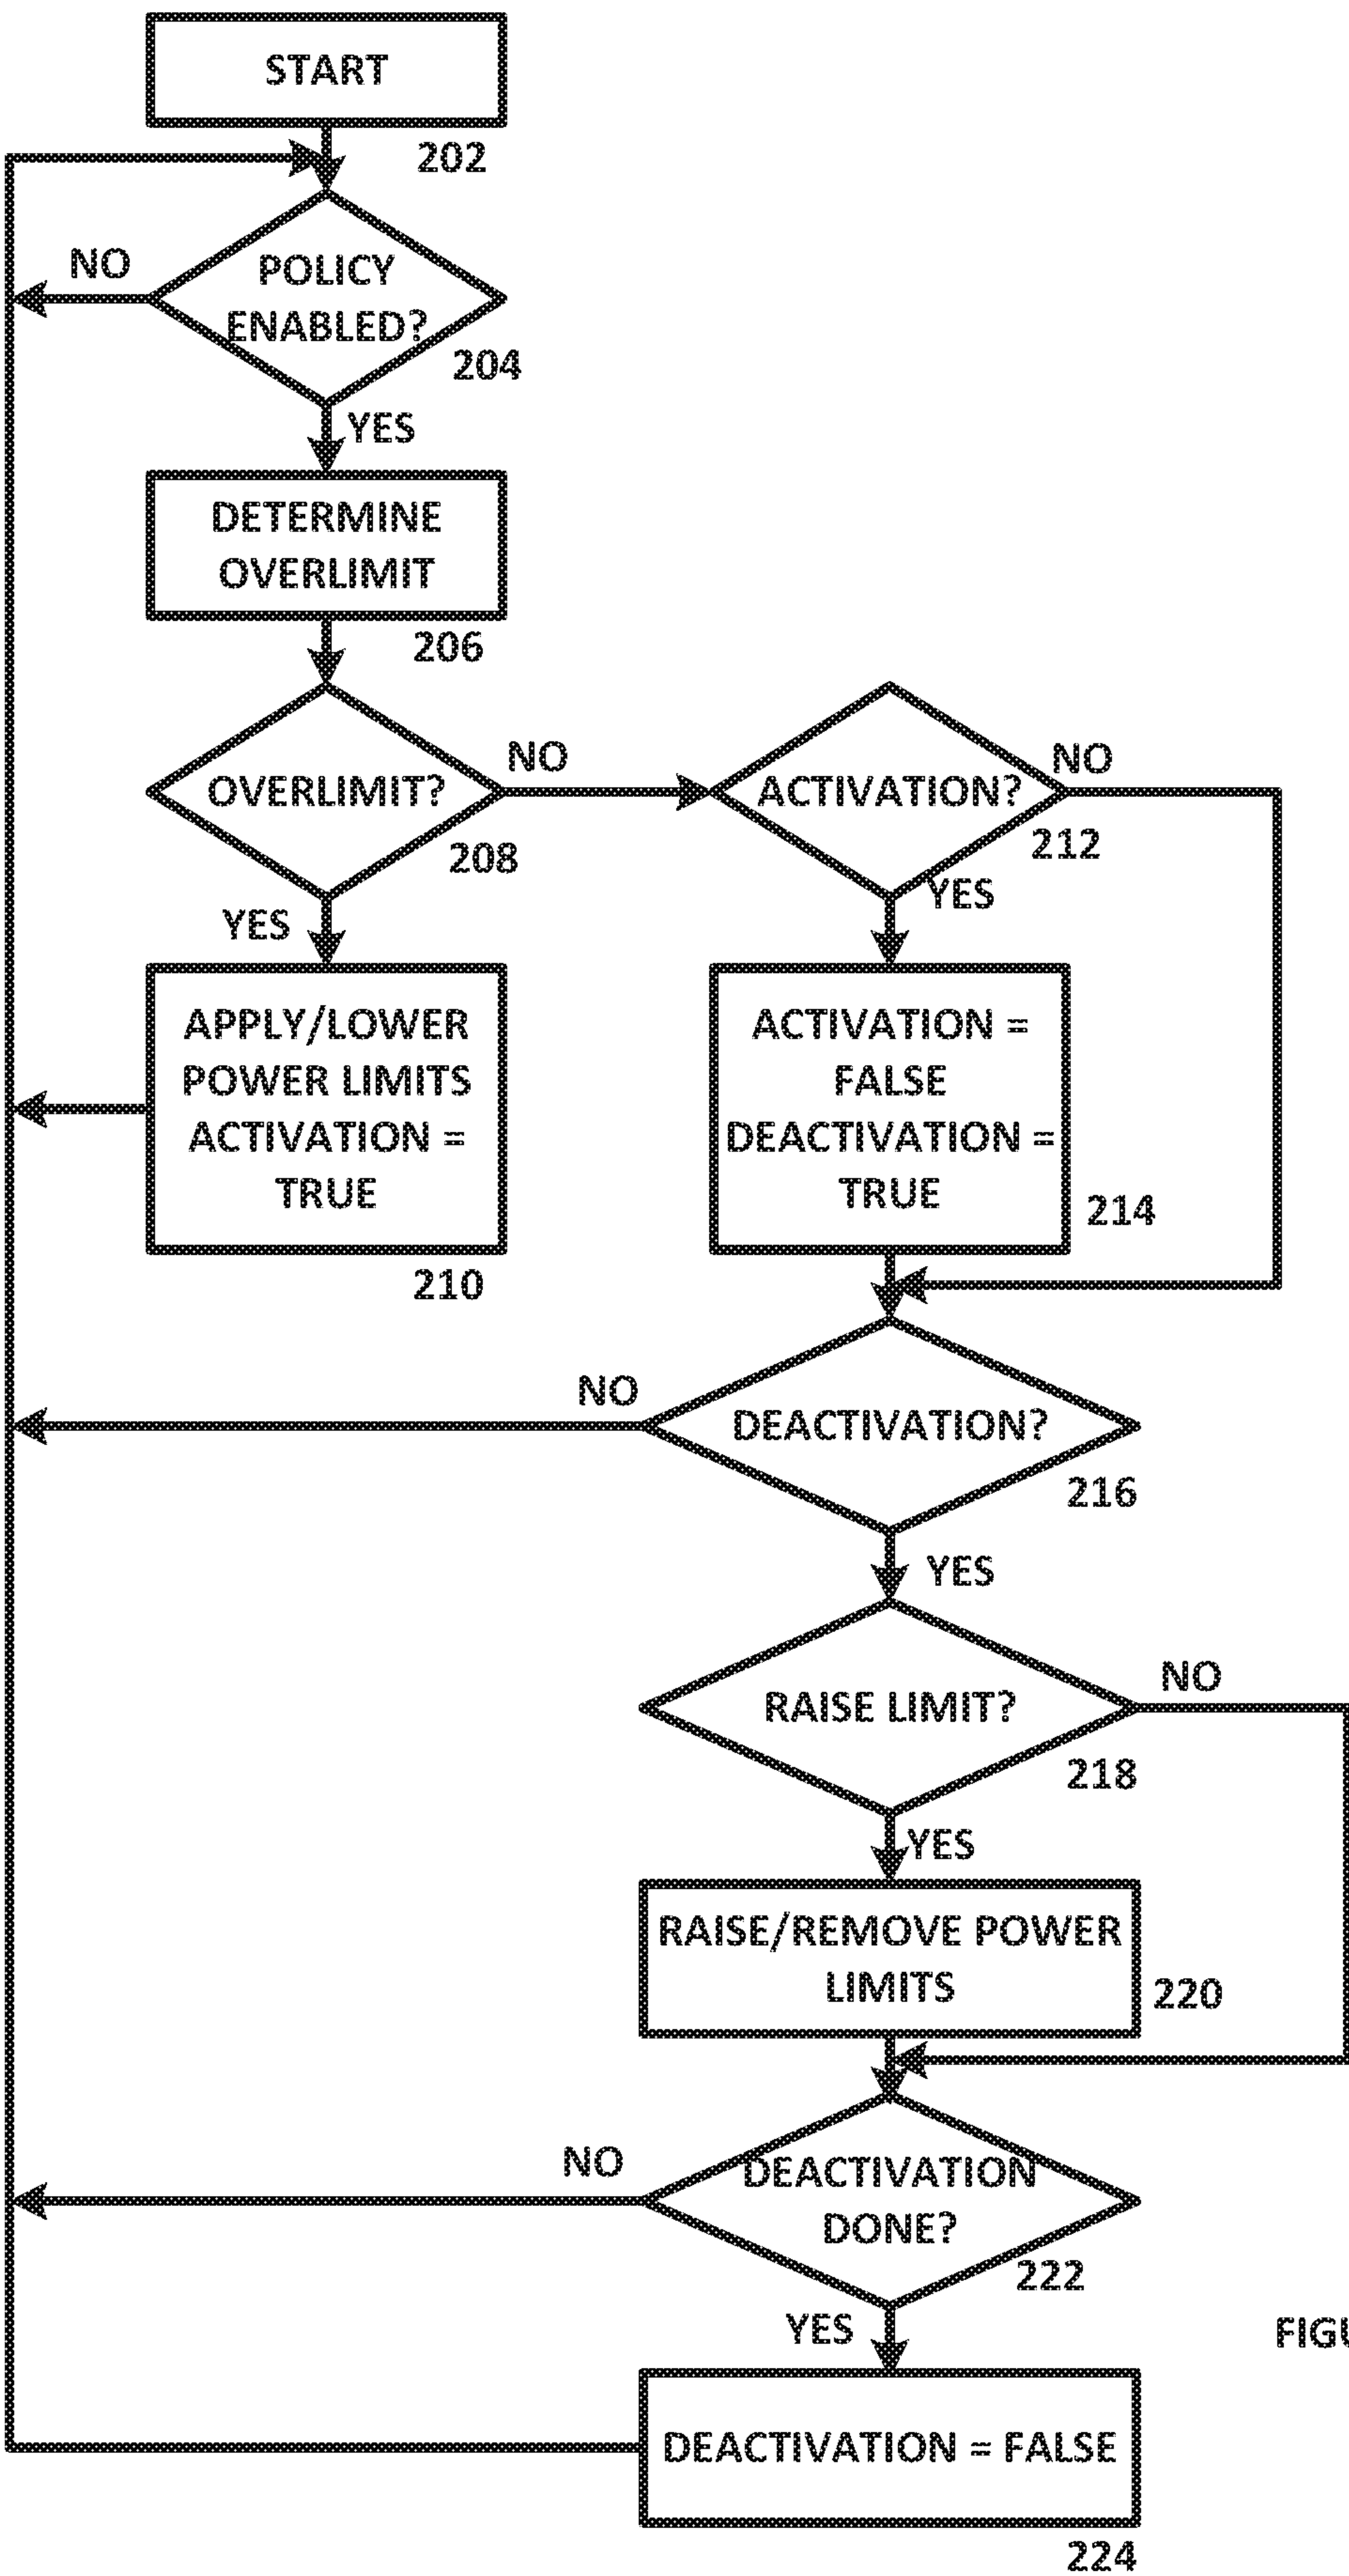 START
202
NO
POLICY
ENABLED?
204
YES
DETERMINE
OVERLIMIT
206
OVERLIMIT?
NO
208
YES
APPLY/LOWER
POWER LIMITS
ACTIVATION =
TRUE
210
ACTIVATION?
NO
212
YES
ACTIVATION =
FALSE
DEACTIVATION =
TRUE
214
NO
DEACTIVATION?
216
YES
RAISE LIMIT?
NO
218
YES
RAISE/REMOVE POWER
LIMITS
220
NO
DEACTIVATION
DONE?
222
YES
DEACTIVATION = FALSE
224